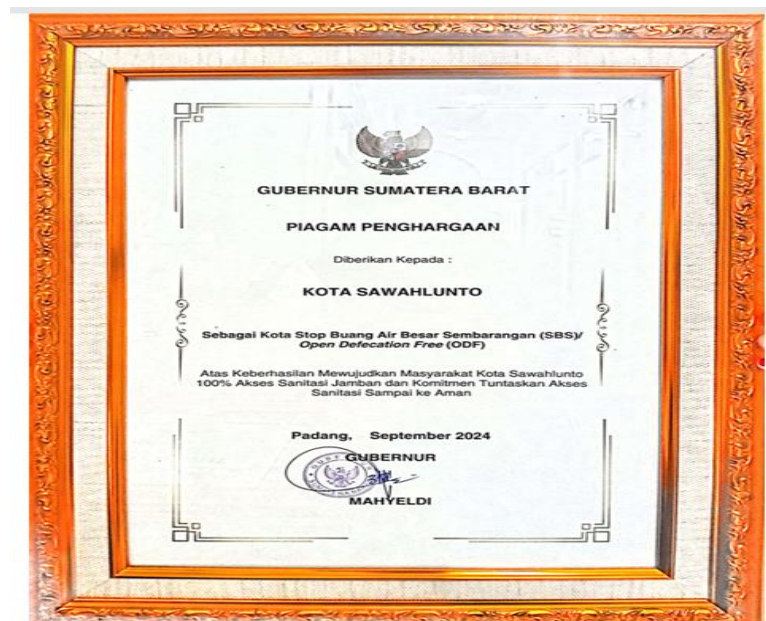 GUBERNUR SUMATERA BARAT
PIAGAM PENGHARGAAN
Diberikan Kepada :
KOTA SAWAHLUNTO
Sebagai Kota Stop Buang Air Besar Sembarangan (SBS)/
Open Defecation Free (ODF)
Atas Keberhasilan Mewujudkan Masyarakat Kota Sawahlunto
100% Akses Sanitasi Jamban dan Komitmen Tuntaskan Akses
Sanitasi Sampai ke Aman
Padang, September 2024
GUBERNUR
MAHYELDI